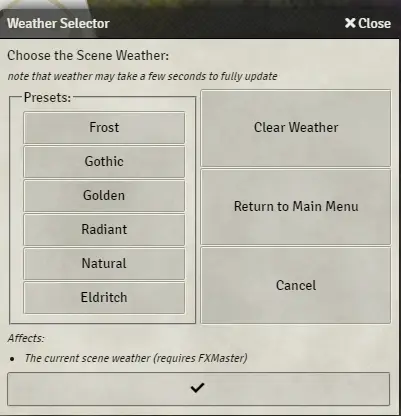 Weather Selector
Close
Choose the Scene Weather:
note that weather may take a few seconds to fully update
Presets:
Frost
Gothic
Golden
Radiant
Natural
Eldritch
Clear Weather
Return to Main Menu
Cancel
Affects:
• The current scene weather (requires FXMaster)